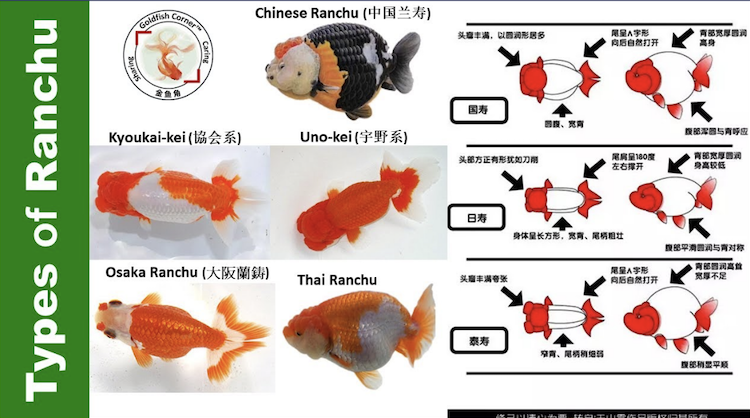 Types of Ranchu
Goldfish Corner™
Sharing
Caring
金鱼角
Chinese Ranchu (中国兰寿)
Kyoukai-kei (協会系)
Uno-kei (宇野系)
Osaka Ranchu (大阪蘭鋳)
Thai Ranchu
头瘤丰满，以圆润形居多
尾呈A字形
向后自然打开
背部宽厚圆润
高身
国寿
圆腹、宽背
腹部浑圆与背呼应
头部方正有形犹如刀削
尾肩呈180度
左右撑开
背部宽厚圆润
身高较低
日寿
身体呈长方形，宽背、尾柄粗壮
腹部平滑圆润与背对称
头瘤丰满夸张
尾呈A字形
向后自然打开
背部圆润高耸
宽厚不足
泰寿
窄背、尾柄稍细弱
腹部稍显平顺